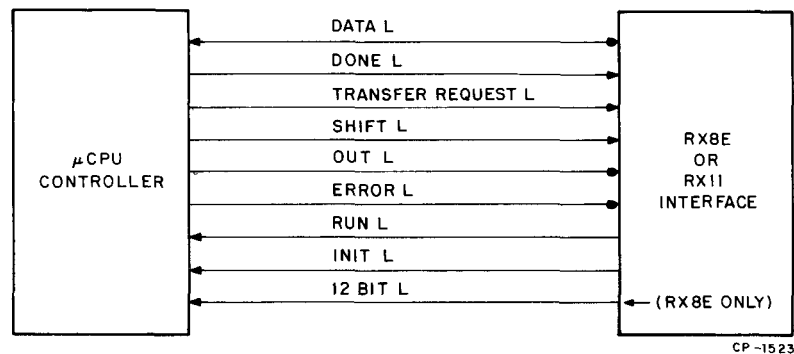 DATA L
DONE L
TRANSFER REQUEST L
SHIFT L
OUT L
ERROR L
RUN L
INIT L
12 BIT L
μCPU
CONTROLLER
RX8E
OR
RX11
INTERFACE
(RX8E ONLY)
CP-1523